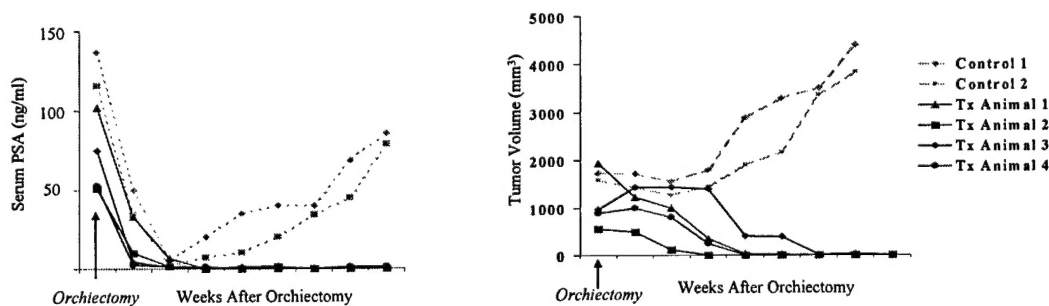 150
100
50
Serum PSA (ng/ml)
Orchiectomy
Weeks After Orchiectomy
5000
4000
3000
2000
1000
0
Tumor Volume (mm³)
Orchiectomy
Weeks After Orchiectomy
Control 1
Control 2
Tx Animal 1
Tx Animal 2
Tx Animal 3
Tx Animal 4